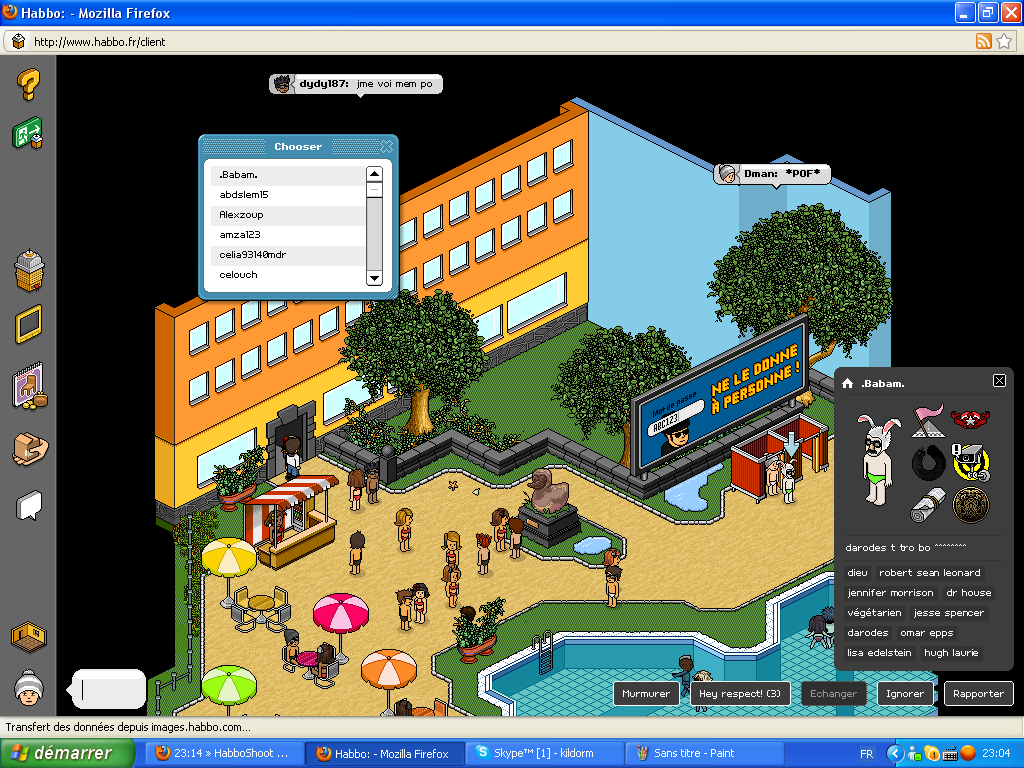 Habbo: - Mozilla Firefox
http://www.habbo.fr/client
dydy187: jme voi mem po
Chooser
.Babam.
abdslem15
Alexzoup
amza123
celia93140mdr
celouch
Dman: *POF*
Mot de passe
ABC123
NE LE DONNE
À PERSONNE !
.Babam.
darodes t tro bo ^^^^^^^^
dieu robert sean leonard
jennifer morrison dr house
végétarien jesse spencer
darodes omar epps
lisa edelstein hugh laurie
Murmurer Hey respect! (3) Echanger Ignorer Rapporter
Transfert des données depuis images.habbo.com...
démarrer 23:14 » HabboShoot ... Habbo: - Mozilla Firefox Skype™ [1] - kildorm Sans titre - Paint FR 23:04